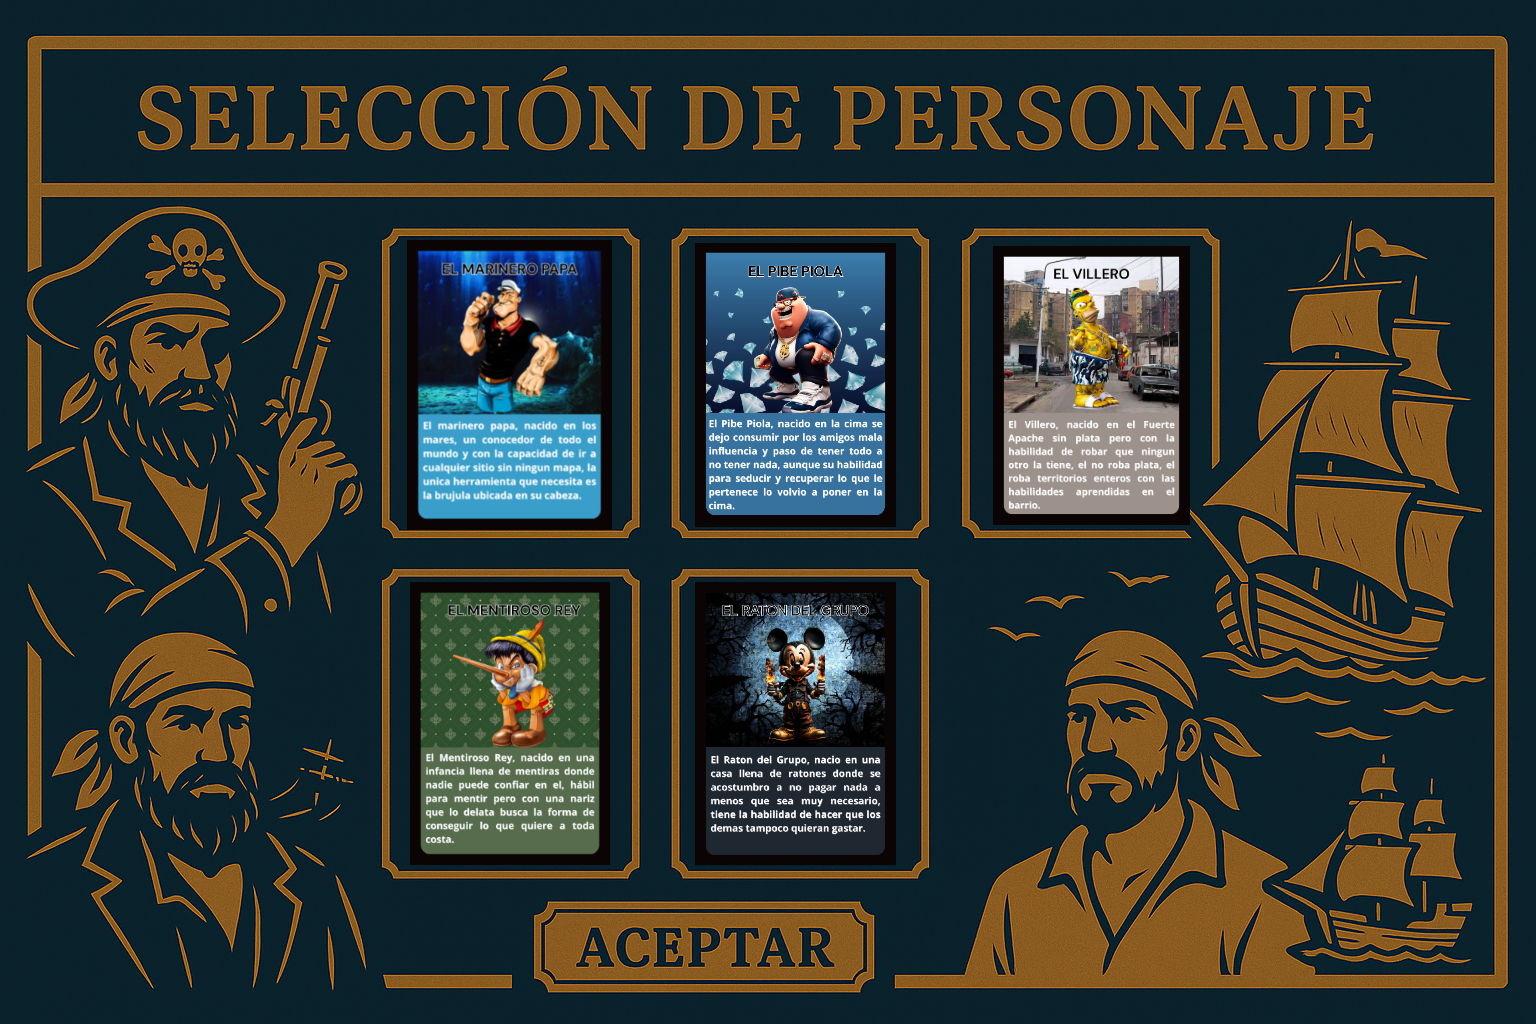 SELECCIÓN DE PERSONAJE
EL MARINERO PAPA
El marinero papa, nacido en los
mares, un conocedor de todo el
mundo y con la capacidad de ir a
cualquier sitio sin ningun mapa, la
unica herramienta que necesita es
la brujula ubicada en su cabeza.
EL PIBE PIOLA
El Pibe Piola, nacido en la cima se
dejo consumir por los amigos mala
influencia y paso de tener todo a
no tener nada, aunque su habilidad
para seducir y recuperar lo que le
pertenece lo volvio a poner en la
cima.
EL VILLERO
El Villero, nacido en el Fuerte
Apache sin plata pero con la
habilidad de robar que ningun
otro la tiene, el no roba plata, el
roba territorios enteros con las
habilidades aprendidas en el
barrio.
EL MENTIROSO REY
El Mentiroso Rey, nacido en una
infancia llena de mentiras donde
nadie puede confiar en el, hábil
para mentir pero con una nariz
que lo delata busca la forma de
conseguir lo que quiere a toda
costa.
EL RATON DEL GRUPO
El Raton del Grupo, nacio en una
casa llena de ratones donde se
acostumbro a no pagar nada a
menos que sea muy necesario,
tiene la habilidad de hacer que los
demas tampoco quieran gastar.
ACEPTAR